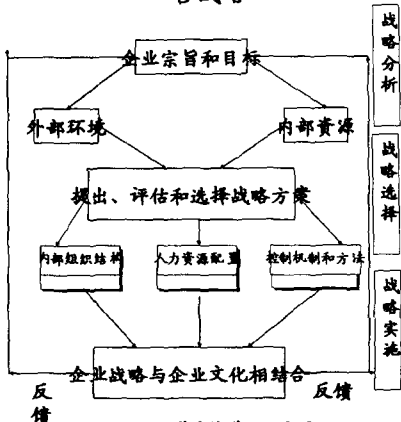 企业宗旨和目标
战略分析
外部环境
内部资源
提出、评估和选择战略方案
战略选择
内部组织结构
人力资源配置
控制机制和方法
战略实施
企业战略与企业文化相结合
反馈
反馈